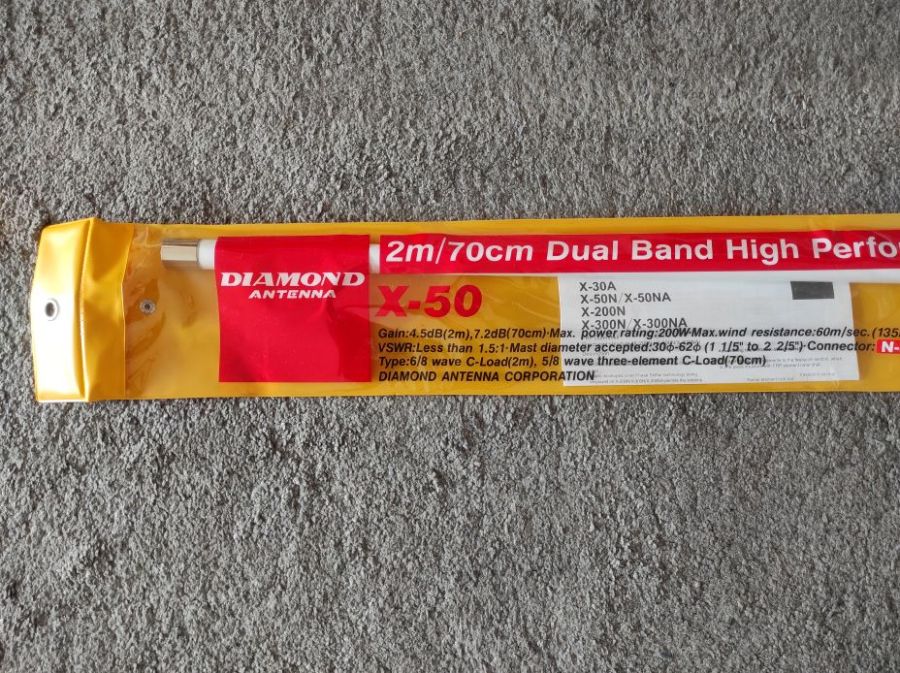 DIAMOND
ANTENNA
2m/70cm Dual Band High Perfo
X-50
X-30A
X-50N/X-50NA
X-200N
X-300N/X-300NA
Gain:4.5dB(2m),7.2dB(70cm)·Max. power rating:200W·Max.wind resistance:60m/sec.(135
VSWR:Less than 1.5:1·Mast diameter accepted:30ϕ-62ϕ (1 1/5" to 2 2/5")·Connector: N-
Type:6/8 wave C-Load(2m), 5/8 wave three-element C-Load(70cm)
DIAMOND ANTENNA CORPORATION